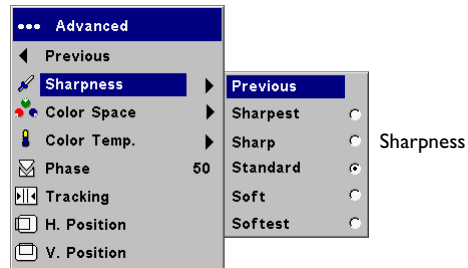 ••• Advanced
Previous
Sharpness
Color Space
Color Temp.
Phase 50
Tracking
H. Position
V. Position
Previous
Sharpest
Sharp
Standard
Soft
Softest
Sharpness